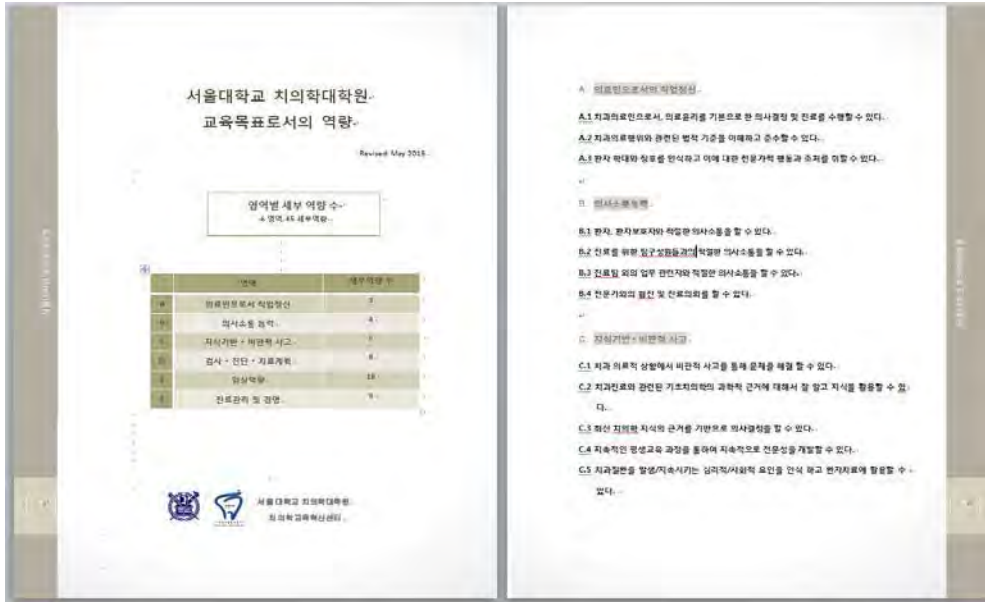 서울대학교 치의학대학원
교육목표로서의 역량
Revised May
영역별 세부 역량 수
영역
세부역량 수
의료인으로서 직업정신
3
의사소통 능력
4
지식기반 · 비판적 사고
검사 · 진단 · 치료계획
임상역량
진료관리 및 경영
서울대학교 치의학대학원
치의학교육혁신센터
A. 의료인으로서의 직업정신
A.1 치과의료인으로서, 의료윤리를 기본으로 한 의사결정 및 진료를 수행할 수 있다.
A.2 치과의료행위와 관련된 법적 기준을 이해하고 준수할 수 있다.
A.3 환자 학대와 징후를 인식하고 이에 대한 전문가적 행동과 조처를 취할 수 있다.
B. 의사소통능력
B.1 환자, 환자보호자와 적절한 의사소통을 할 수 있다.
B.2 진료를 위한 팀구성원들과의 적절한 의사소통을 할 수 있다.
B.3 진료팀 외의 업무 관련자와 적절한 의사소통을 할 수 있다.
B.4 전문가와의 협진 및 진료의뢰를 할 수 있다.
C. 지식기반 · 비판적 사고
C.1 치과 의료적 상황에서 비판적 사고를 통해 문제를 해결 할 수 있다.
C.2 치과진료와 관련된 기초치의학의 과학적 근거에 대해서 잘 알고 지식을 활용할 수 있
다.
C.3 최신 치의학 지식의 근거를 기반으로 의사결정을 할 수 있다.
C.4 지속적인 평생교육 과정을 통하여 지속적으로 전문성을 개발할 수 있다.
C.5 치과질환을 발생/지속시키는 심리적/사회적 요인을 인식 하고 환자치료에 활용할 수
있다.